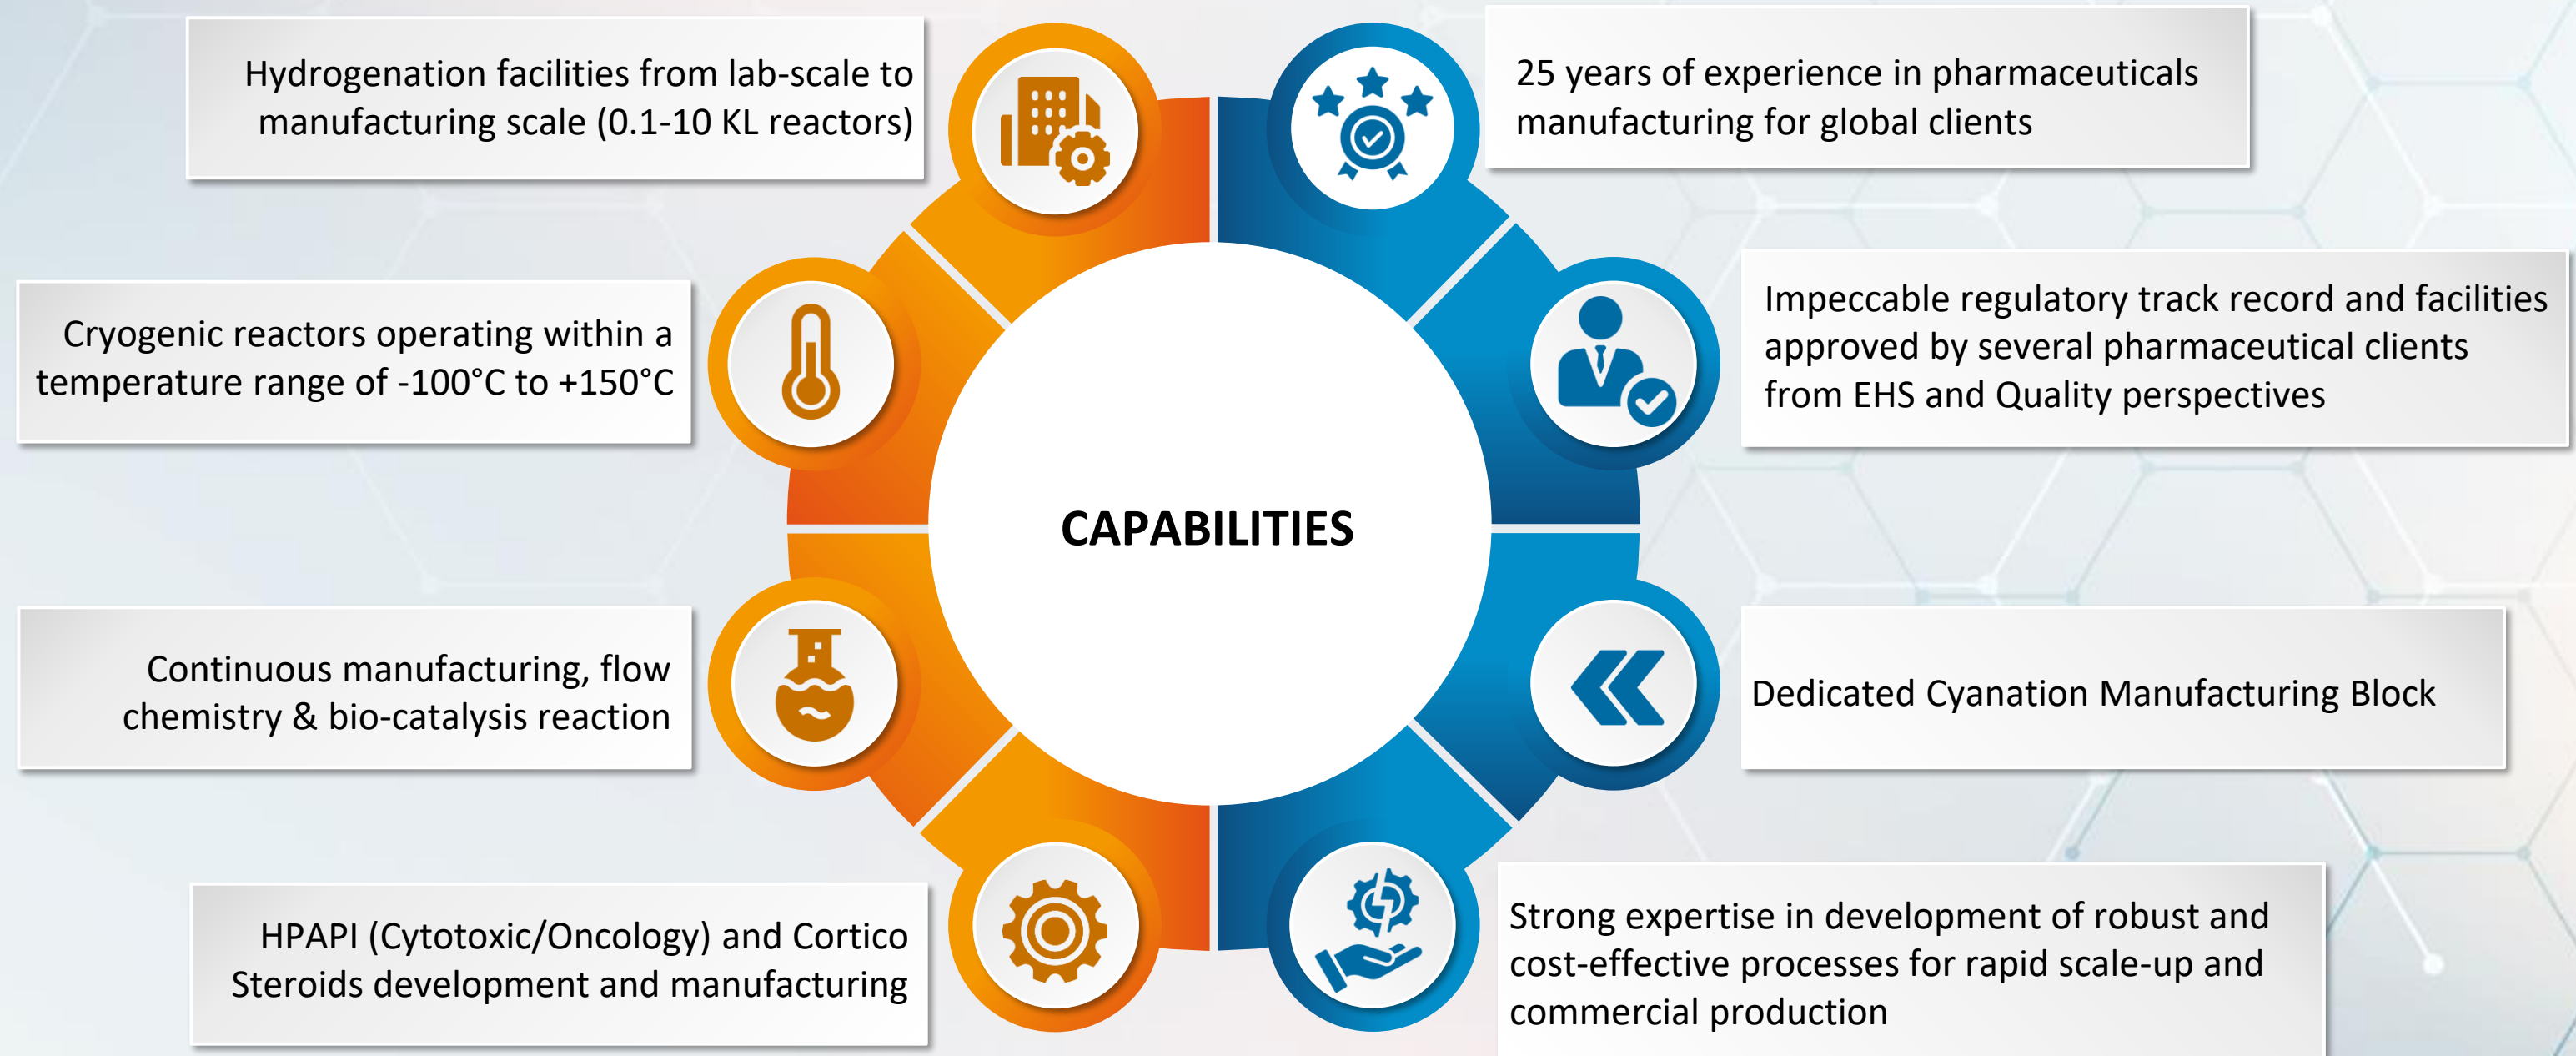 Hydrogenation facilities from lab-scale to
manufacturing scale (0.1-10 KL reactors)
25 years of experience in pharmaceuticals
manufacturing for global clients
Cryogenic reactors operating within a
temperature range of -100°C to +150°C
Impeccable regulatory track record and facilities
approved by several pharmaceutical clients
from EHS and Quality perspectives
CAPABILITIES
Continuous manufacturing, flow
chemistry & bio-catalysis reaction
Dedicated Cyanation Manufacturing Block
HPAPI (Cytotoxic/Oncology) and Cortico
Steroids development and manufacturing
Strong expertise in development of robust and
cost-effective processes for rapid scale-up and
commercial production